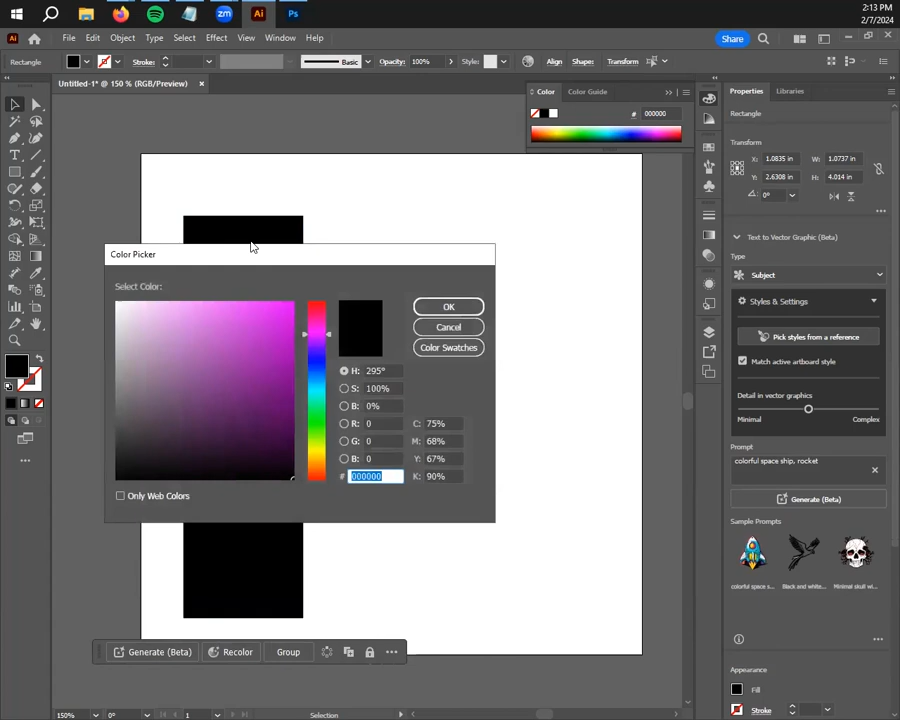 zm
Ai
Ps
2:13 PM
2/7/2024
Ai
File
Edit
Object
Type
Select
Effect
View
Window
Help
Share
Rectangle
Stroke:
Basic
Opacity:
100%
Style:
Align
Shape:
Transform
Untitled-1* @ 150 % (RGB/Preview)
Color
Color Guide
# 000000
Properties
Libraries
Rectangle
Transform
X: 1.0835 in
W: 1.0737 in
Y: 2.6308 in
H: 4.014 in
0°
Text to Vector Graphic (Beta)
Type
Subject
Styles & Settings
Pick styles from a reference
Match active artboard style
Detail in vector graphics
Minimal
Complex
Prompt
colorful space ship, rocket
Generate (Beta)
Sample Prompts
colorful space s...
Black and white...
Minimal skull wi...
Appearance
Fill
Stroke
Color Picker
Select Color:
OK
Cancel
Color Swatches
H: 295°
S: 100%
B: 0%
R: 0
C: 75%
G: 0
M: 68%
B: 0
Y: 67%
# 000000
K: 90%
Only Web Colors
Generate (Beta)
Recolor
Group
150%
0°
1
Selection